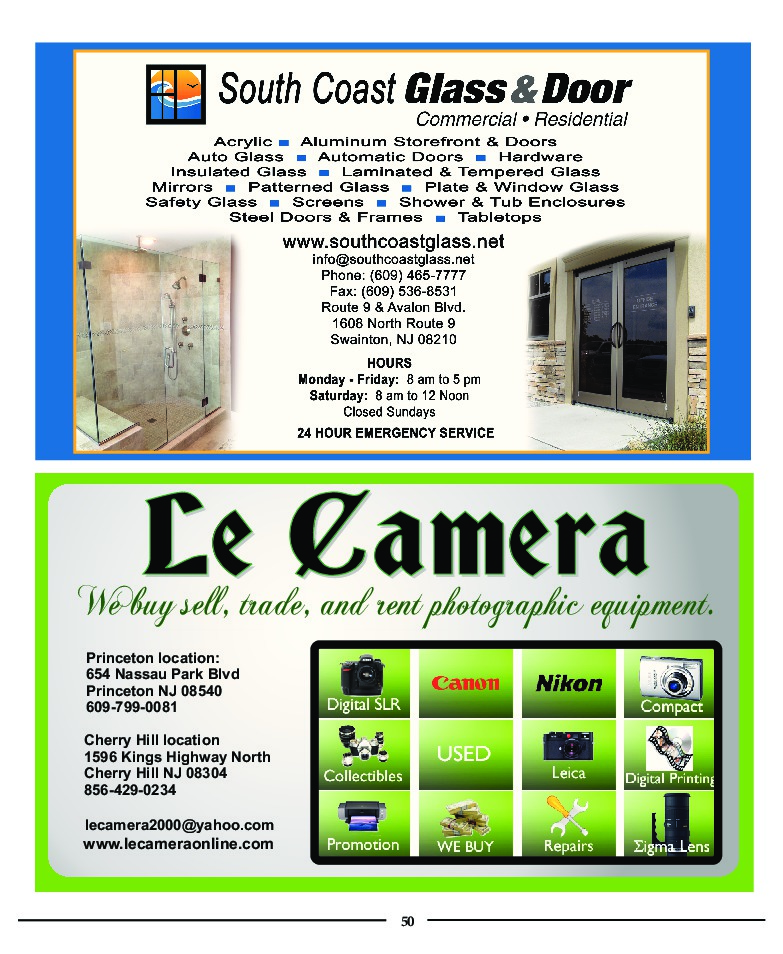 South Coast Glass & Door
Commercial • Residential
Acrylic ■ Aluminum Storefront & Doors
Auto Glass ■ Automatic Doors ■ Hardware
Insulated Glass ■ Laminated & Tempered Glass
Mirrors ■ Patterned Glass ■ Plate & Window Glass
Safety Glass ■ Screens ■ Shower & Tub Enclosures
Steel Doors & Frames ■ Tabletops
www.southcoastglass.net
info@southcoastglass.net
Phone: (609) 465-7777
Fax: (609) 536-8531
Route 9 & Avalon Blvd.
1608 North Route 9
Swainton, NJ 08210
HOURS
Monday - Friday: 8 am to 5 pm
Saturday: 8 am to 12 Noon
Closed Sundays
24 HOUR EMERGENCY SERVICE
Le Camera
We buy sell, trade, and rent photographic equipment.
Princeton location:
654 Nassau Park Blvd
Princeton NJ 08540
609-799-0081
Cherry Hill location
1596 Kings Highway North
Cherry Hill NJ 08304
856-429-0234
lecamera2000@yahoo.com
www.lecameraonline.com
Digital SLR
Canon
Nikon
Compact
Collectibles
USED
Leica
Digital Printing
Promotion
WE BUY
Repairs
Σigma Lens
50